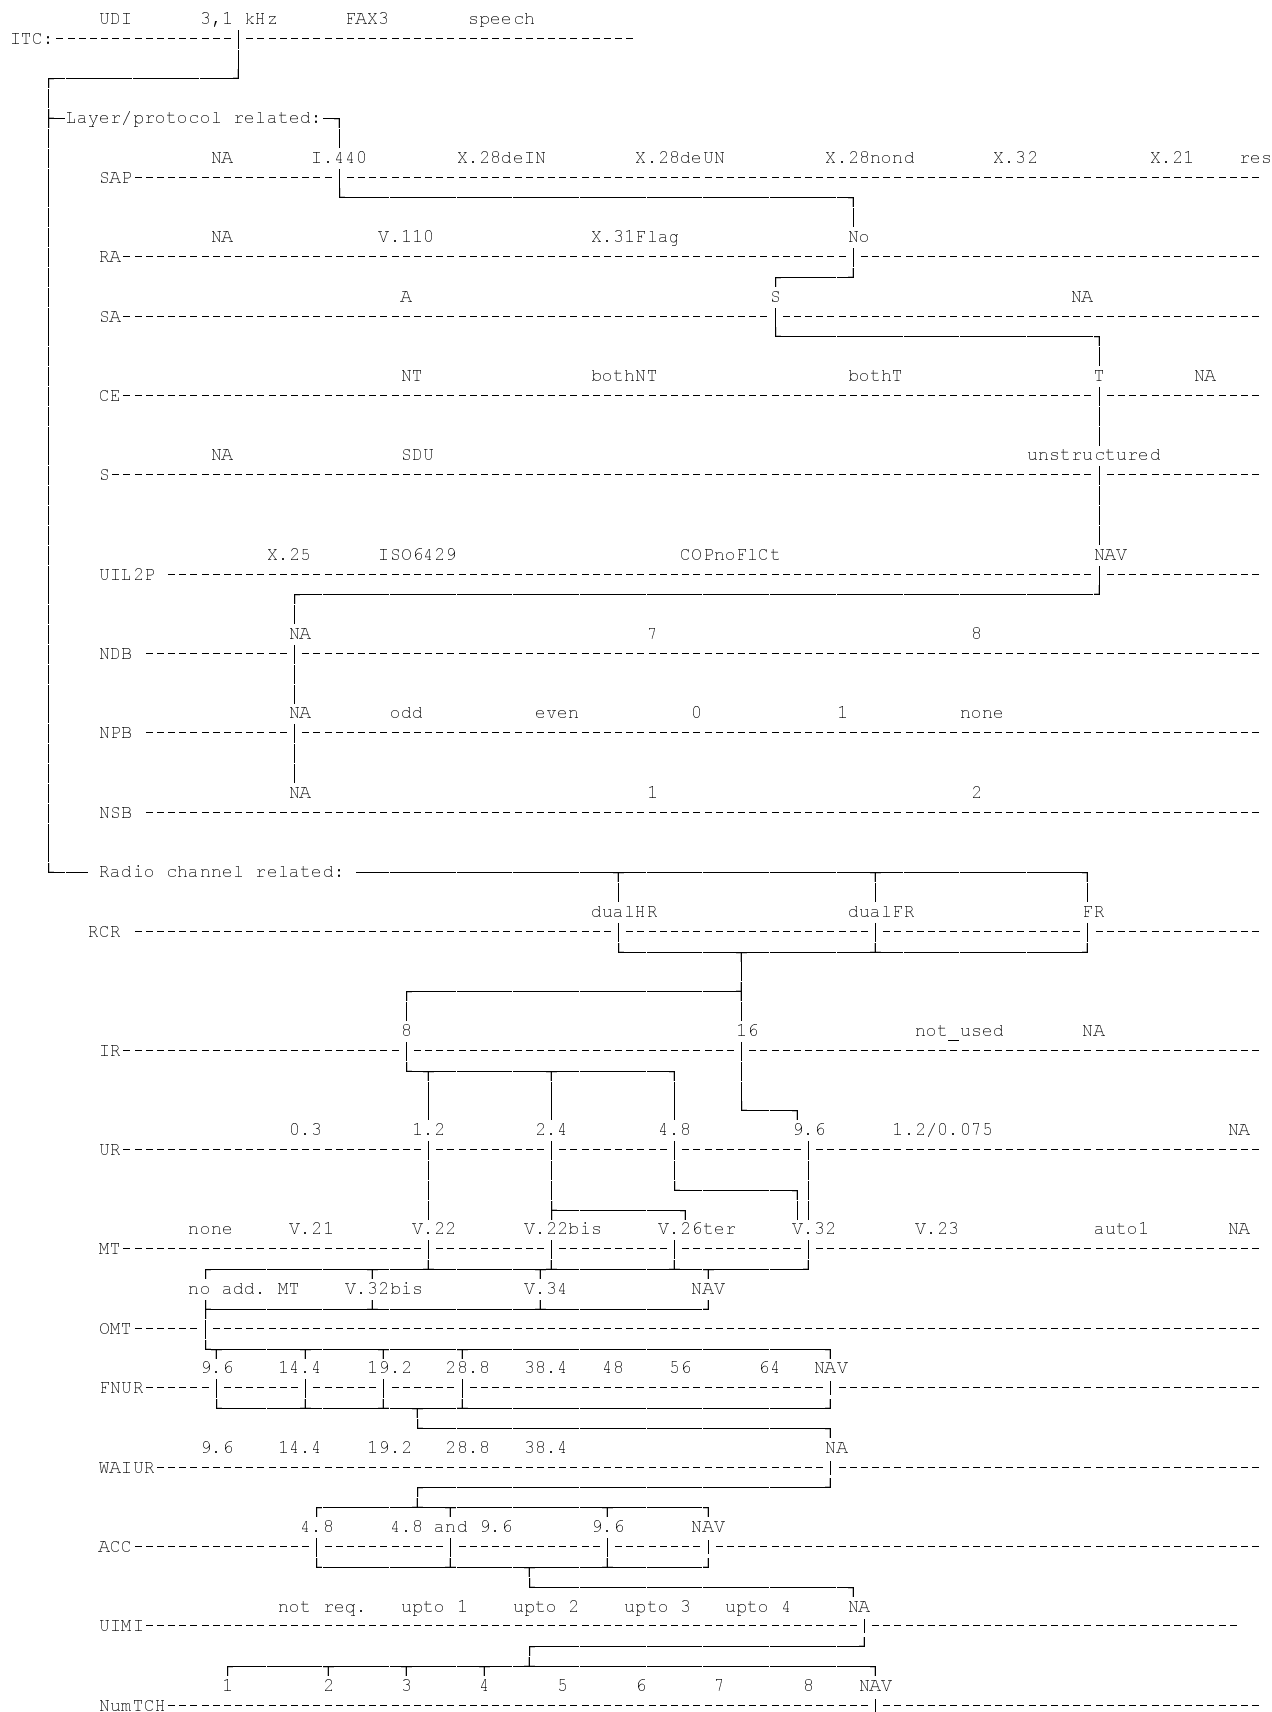 UDI 3,1 kHz FAX3 speech
ITC:
Layer/protocol related:
NA I.440 X.28deIN X.28deUN X.28nond X.32 X.21 res
SAP
NA V.110 X.31Flag No
RA
A S NA
SA
NT bothNT bothT T NA
CE
NA SDU unstructured
S
X.25 ISO6429 COPnoFlCt NAV
UIL2P
NA 7 8
NDB
NA odd even 0 1 none
NPB
NA 1 2
NSB
Radio channel related:
dualHR dualFR FR
RCR
8 16 not_used NA
IR
0.3 1.2 2.4 4.8 9.6 1.2/0.075 NA
UR
none V.21 V.22 V.22bis V.26ter V.32 V.23 auto1 NA
MT
no add. MT V.32bis V.34 NAV
OMT
9.6 14.4 19.2 28.8 38.4 48 56 64 NAV
FNUR
9.6 14.4 19.2 28.8 38.4 NA
WAIUR
4.8 4.8 and 9.6 9.6 NAV
ACC
not req. upto 1 upto 2 upto 3 upto 4 NA
UIMI
1 2 3 4 5 6 7 8 NAV
NumTCH